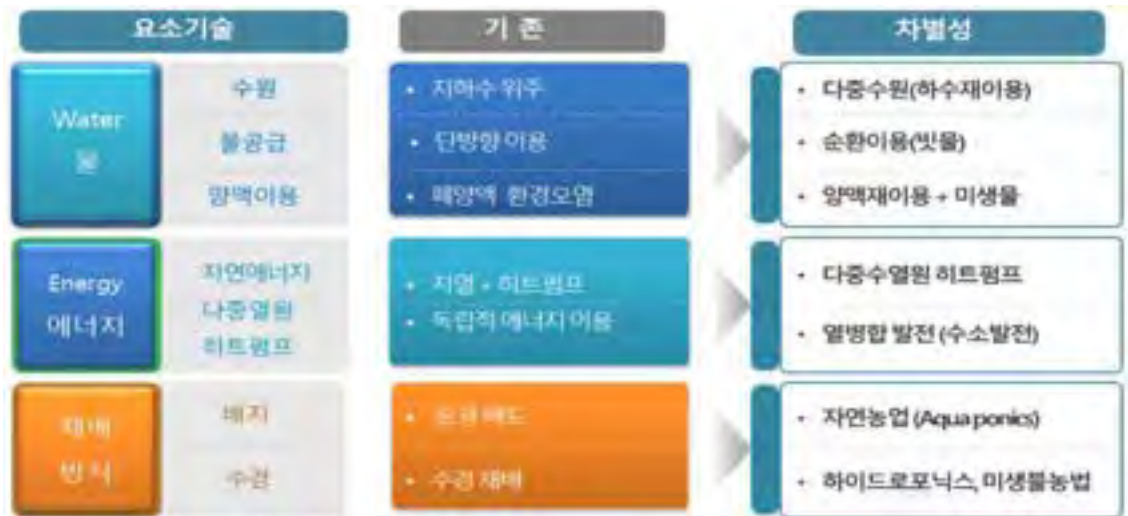 요소기술
기 존
차별성
Water
물
수원
물공급
양액이용
• 지하수 위주
• 단방향 이용
• 폐양액 환경오염
• 다중수원(하수재이용)
• 순환이용(빗물)
• 양액재이용 + 미생물
Energy
에너지
자연에너지
다중열원
히트펌프
• 지열 + 히트펌프
• 독립적 에너지 이용
• 다중수열원 히트펌프
• 열병합 발전 (수소발전)
재배
방식
배지
수경
• 수경 재배
• 자연농업 (Aquaponics)
• 하이드로포닉스, 미생물농법